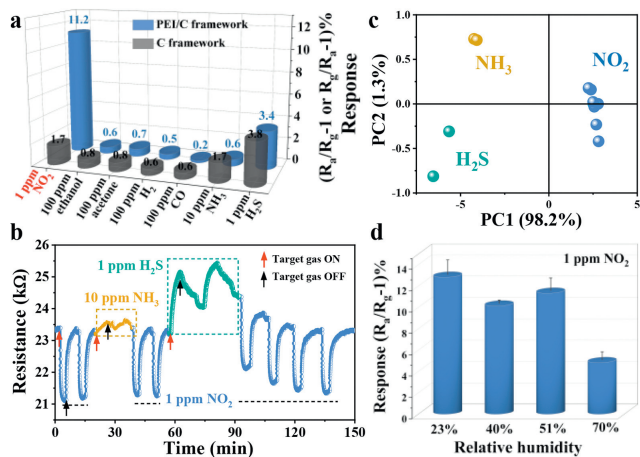 a
PEI/C framework
C framework
11.2
0.6
0.7
0.5
0.2
0.6
3.4
1.7
0.8
0.8
0.6
0.6
1.7
3.8
12
10
8
6
4
2
0
(Ra/Rg-1 or Rg/Ra-1)%
Response
1 ppm NO2
100 ppm ethanol
100 ppm acetone
100 ppm H2
100 ppm CO
10 ppm NH3
1 ppm H2S
c
PC2 (1.3%)
1.0
0.5
0.0
-0.5
-1.0
NH3
NO2
H2S
-5
0
5
PC1 (98.2%)
b
Resistance (kΩ)
26
25
24
23
22
21
1 ppm H2S
Target gas ON
Target gas OFF
10 ppm NH3
1 ppm NO2
0 30 60 90 120 150
Time (min)
d
1 ppm NO2
Response (Ra/Rg-1)%
14
12
10
8
6
4
2
0
23% 40% 51% 70%
Relative humidity